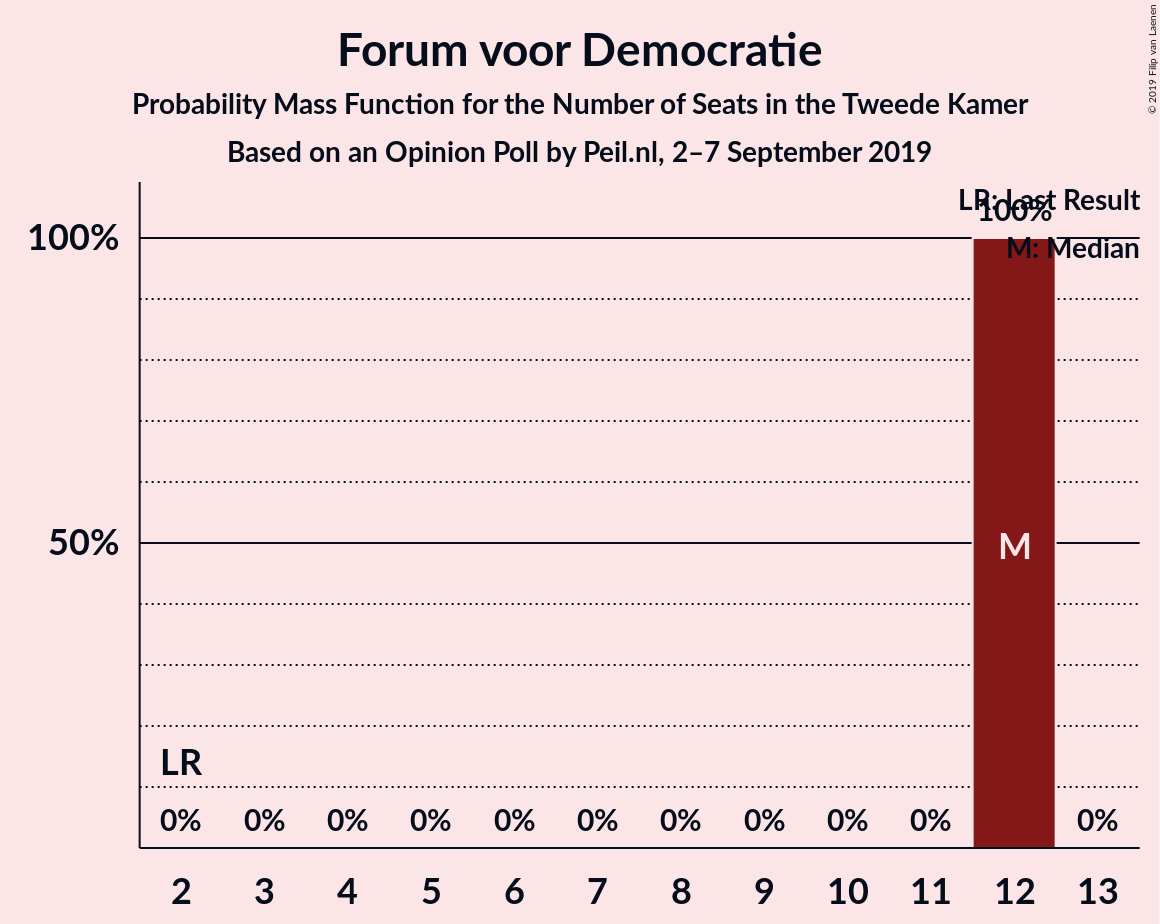 Forum voor Democratie
Probability Mass Function for the Number of Seats in the Tweede Kamer
Based on an Opinion Poll by Peil.nl, 2–7 September 2019
© 2019 Filip van Laenen
LR: Last Result
100%
M: Median
100%
50%
M
LR
0% 0% 0% 0% 0% 0% 0% 0% 0% 0% 0%
2 3 4 5 6 7 8 9 10 11 12 13